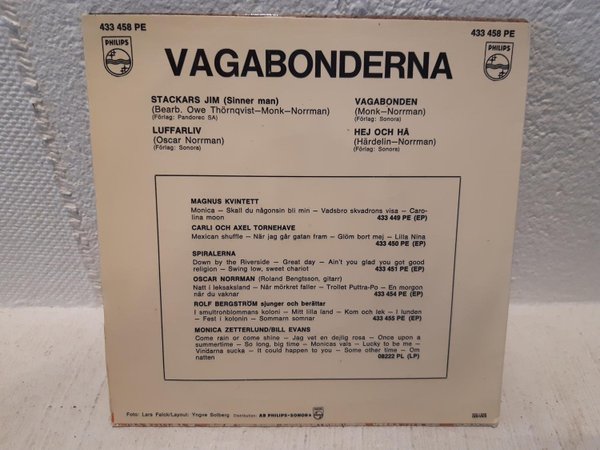 433 458 PE
433 458 PE
PHILIPS
PHILIPS
VAGABONDERNA
STACKARS JIM (Sinner man)
(Bearb. Owe Thörnqvist—Monk—Norrman)
(Förlag: Pandorec SA)
LUFFARLIV
(Oscar Norrman)
(Förlag: Sonora)
VAGABONDEN
(Monk—Norrman)
(Förlag: Sonora)
HEJ OCH HÅ
(Härdelin—Norrman)
(Förlag: Sonora)
MAGNUS KVINTETT
Monica — Skall du någonsin bli min — Vadsbro skvadrons visa — Caro-
lina moon 433 449 PE (EP)
CARLI OCH AXEL TORNEHAVE
Mexican shuffle — När jag går gatan fram — Glöm bort mej — Lilla Nina
433 450 PE (EP)
SPIRALERNA
Down by the Riverside — Great day — Ain't you glad you got good
religion — Swing low, sweet chariot 433 451 PE (EP)
OSCAR NORRMAN (Roland Bengtsson, gitarr)
Natt i leksaksland — När mörkret faller — Trollet Puttra-Po — En morgon
när du vaknar 433 454 PE (EP)
ROLF BERGSTRÖM sjunger och berättar
I smultronblommans koloni — Mitt lilla land — Kom och lek — I lunden
— Fest i kolonin — Sommarn somnar 433 455 PE (EP)
MONICA ZETTERLUND/BILL EVANS
Come rain or come shine — Jag vet en dejlig rosa — Once upon a
summertime — So long, big time — Monicas vals — Lucky to be me —
Vindarna sucka — It could happen to you — Some other time — Om
natten 08222 PL (LP)
Foto: Lars Falck/Layout: Yngve Solberg Distribution: AB PHILIPS-SONORA